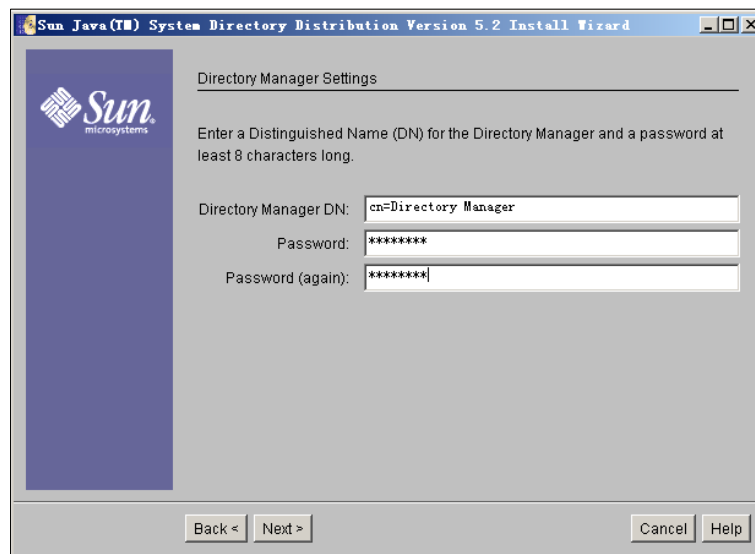 Sun Java(TM) System Directory Distribution Version 5.2 Install Wizard
Sun
microsystems
Directory Manager Settings
Enter a Distinguished Name (DN) for the Directory Manager and a password at
least 8 characters long.
Directory Manager DN: cn=Directory Manager
Password: ********
Password (again): ********
Back < Next > Cancel Help